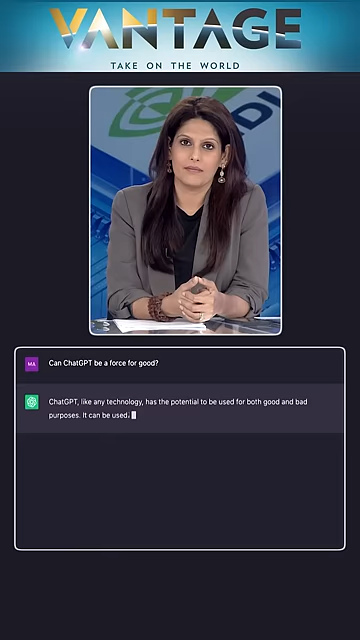 VANTAGE
TAKE ON THE WORLD
MA
Can ChatGPT be a force for good?
ChatGPT, like any technology, has the potential to be used for both good and bad
purposes. It can be used